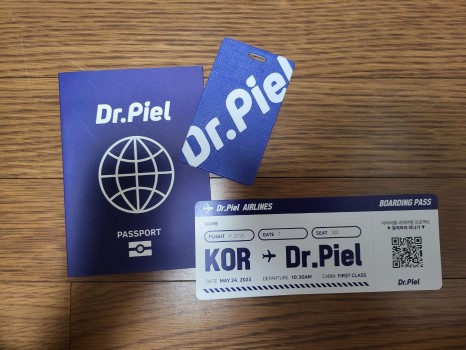 Dr.Piel
PASSPORT
Dr.Piel
Dr.Piel AIRLINES
BOARDING PASS
NAME
FLIGHT
GATE
SEAT
KOR Dr.Piel
DATE MAY 24. 2023 DEPARTURE 10:30AM CABIN FIRST CLASS
Dr.Piel